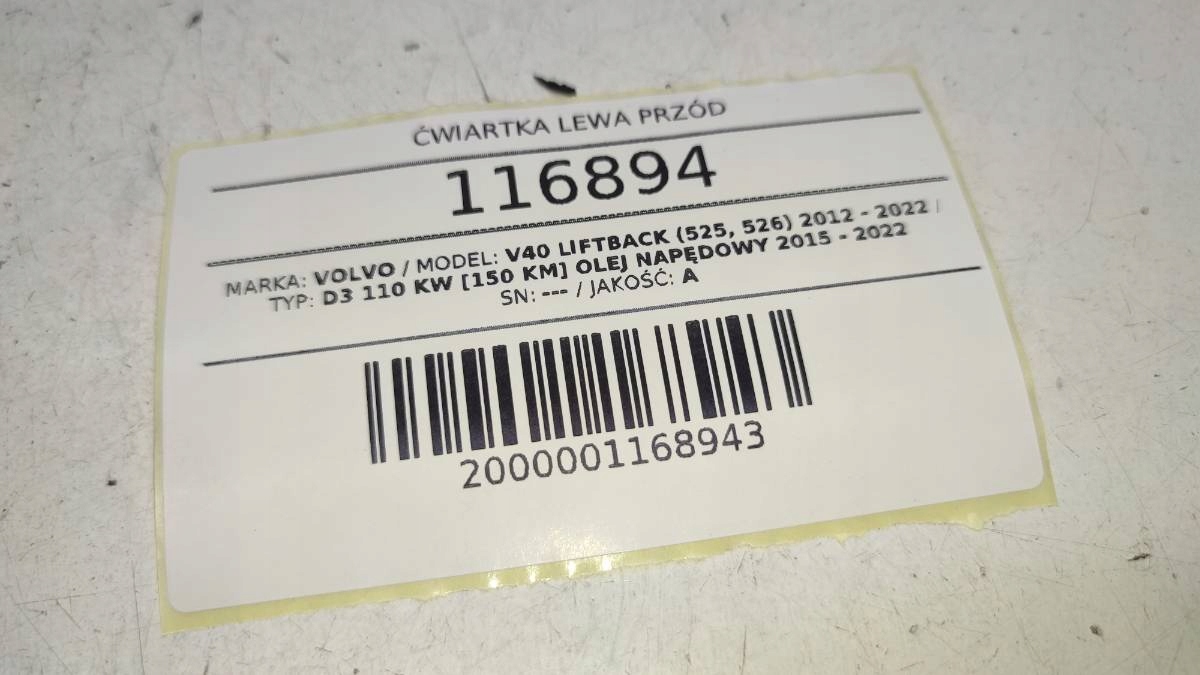 ĆWIARTKA LEWA PRZÓD
116894
MARKA: VOLVO / MODEL: V40 LIFTBACK (525, 526) 2012 - 2022 /
TYP: D3 110 KW [150 KM] OLEJ NAPĘDOWY 2015 - 2022
SN: --- / JAKOŚĆ: A
2000001168943